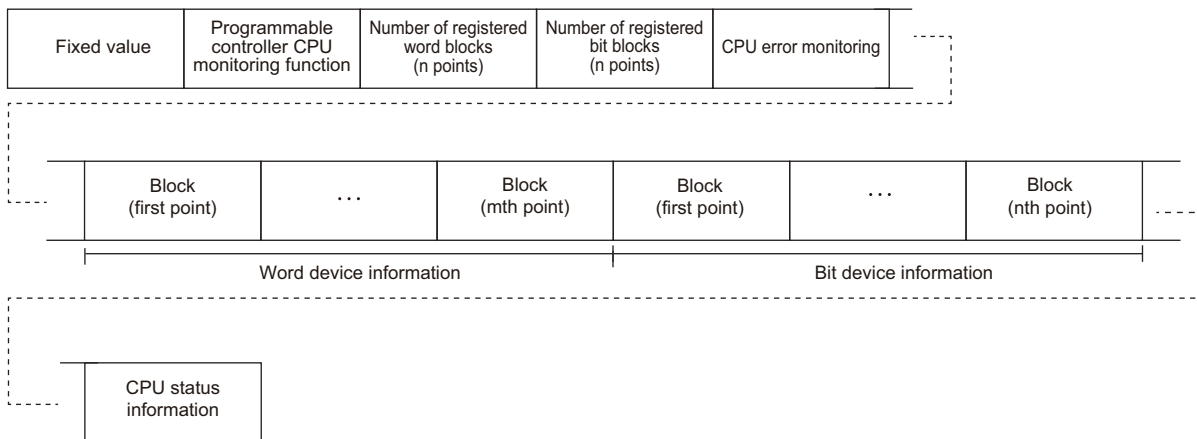 Fixed value
Programmable
controller CPU
monitoring function
Number of registered
word blocks
(n points)
Number of registered
bit blocks
(n points)
CPU error monitoring
Block
(first point)
...
Block
(mth point)
Block
(first point)
...
Block
(nth point)
Word device information
Bit device information
CPU status
information